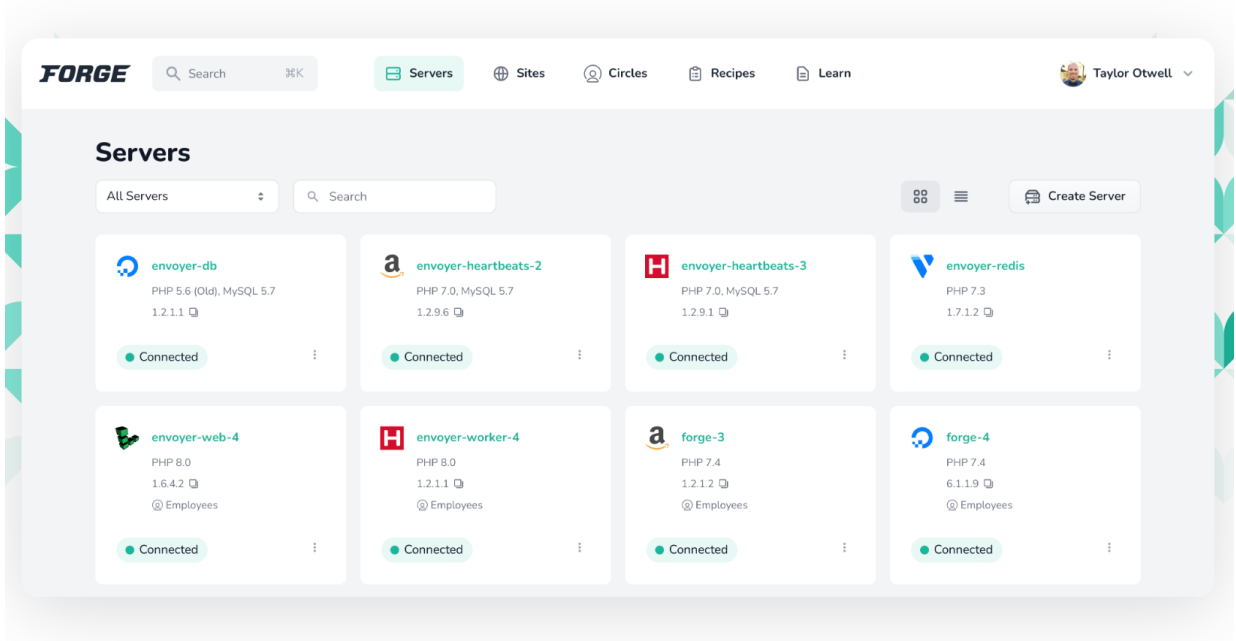 FORGE
Search ⌘K
Servers
Sites
Circles
Recipes
Learn
Taylor Otwell
Servers
All Servers
Search
Create Server
envoyer-db
PHP 5.6 (Old), MySQL 5.7
1.2.1.1
Connected
envoyer-heartbeats-2
PHP 7.0, MySQL 5.7
1.2.9.6
Connected
envoyer-heartbeats-3
PHP 7.0, MySQL 5.7
1.2.9.1
Connected
envoyer-redis
PHP 7.3
1.7.1.2
Connected
envoyer-web-4
PHP 8.0
1.6.4.2
Employees
Connected
envoyer-worker-4
PHP 8.0
1.2.1.1
Employees
Connected
forge-3
PHP 7.4
1.2.1.2
Employees
Connected
forge-4
PHP 7.4
6.1.1.9
Employees
Connected